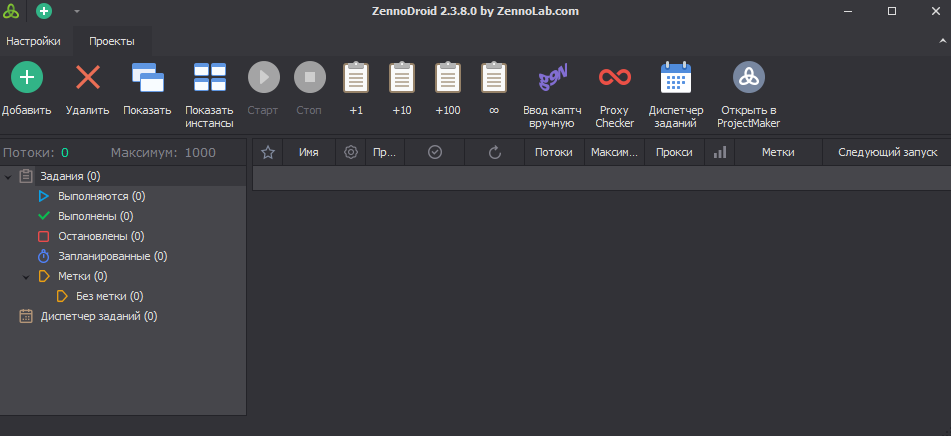 ZennoDroid 2.3.8.0 by ZennoLab.com
Настройки Проекты
Добавить Удалить Показать Показать инстансы Старт Стоп +1 +10 +100 ∞ Ввод каптч вручную Proxy Checker Диспетчер заданий Открыть в ProjectMaker
Потоки: 0 Максимум: 1000
Имя Пр... Потоки Максим... Прокси Метки Следующий запуск
Задания (0)
Выполняются (0)
Выполнены (0)
Остановлены (0)
Запланированные (0)
Метки (0)
Без метки (0)
Диспетчер заданий (0)